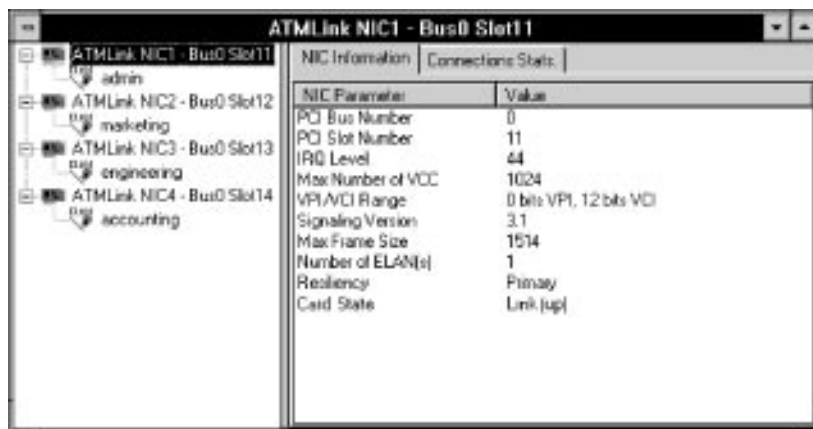 ATMLink NIC1 - Bus0 Slot11
ATMLink NIC1 - Bus0 Slot11
admin
ATMLink NIC2 - Bus0 Slot12
marketing
ATMLink NIC3 - Bus0 Slot13
engineering
ATMLink NIC4 - Bus0 Slot14
accounting
NIC Information Connections Stats.
NIC Parameter Value
PCI Bus Number 0
PCI Slot Number 11
IRQ Level 44
Max Number of VCC 1024
VPI/VCI Range 0 bits VPI, 12 bits VCI
Signaling Version 3.1
Max Frame Size 1514
Number of ELAN(s) 1
Resiliency Primary
Card State Link (up)